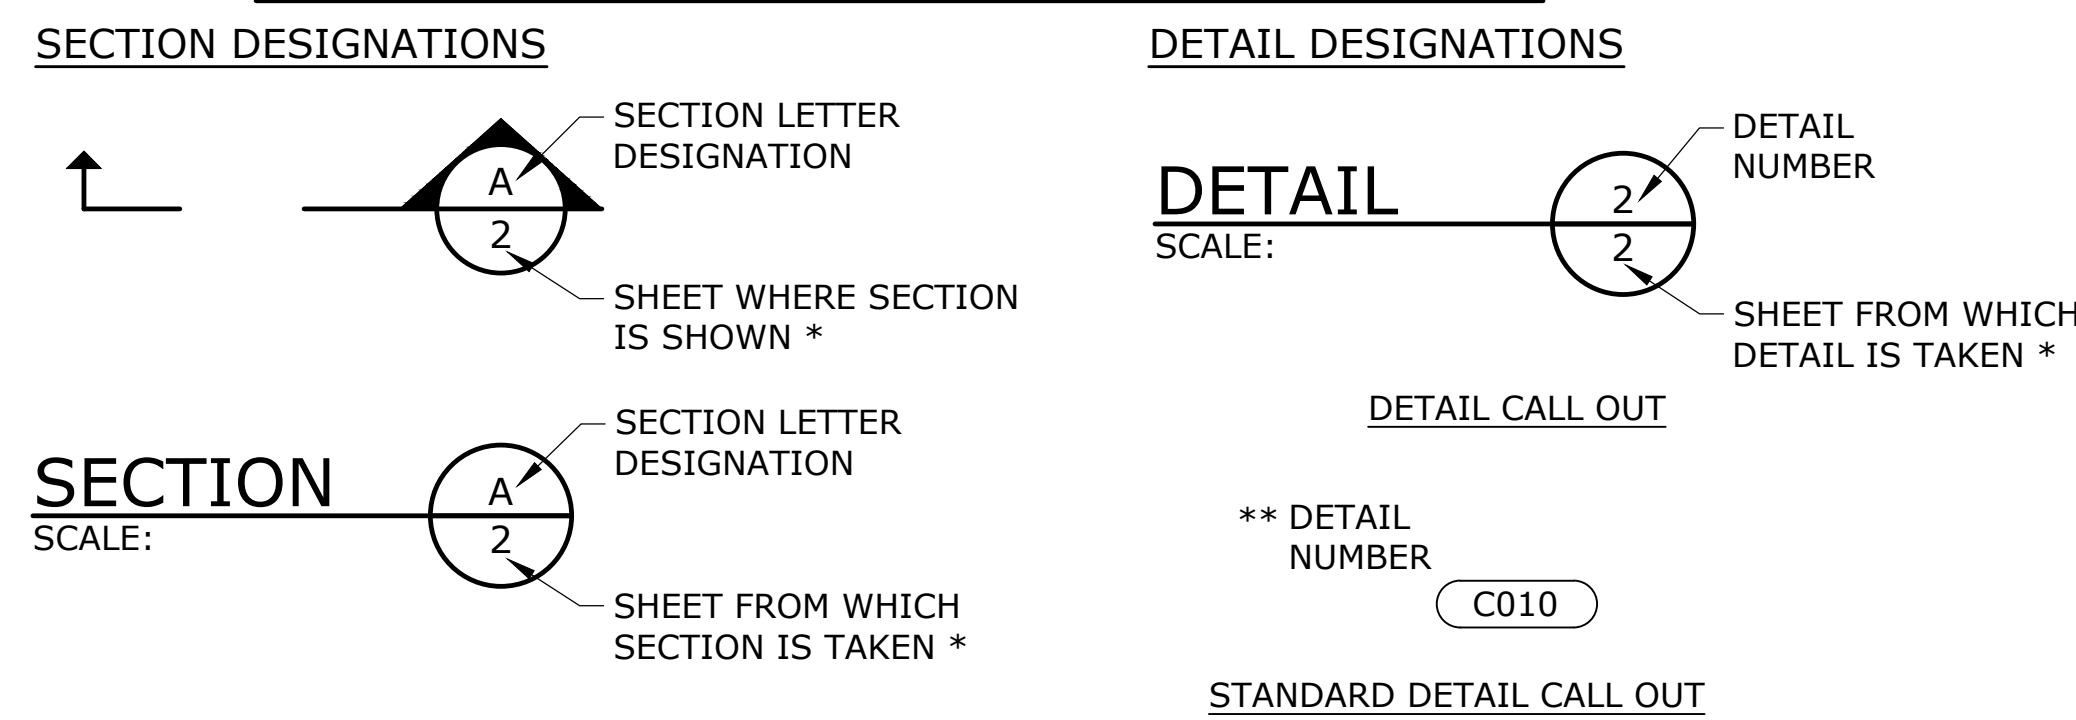 SECTION DESIGNATIONS
SECTION LETTER
DESIGNATION
A
2
SHEET WHERE SECTION
IS SHOWN *
SECTION
SCALE:
SECTION LETTER
DESIGNATION
A
2
SHEET FROM WHICH
SECTION IS TAKEN *
DETAIL DESIGNATIONS
DETAIL
NUMBER
DETAIL
SCALE:
2
2
SHEET FROM WHICH
DETAIL IS TAKEN *
DETAIL CALL OUT
** DETAIL
NUMBER
C010
STANDARD DETAIL CALL OUT